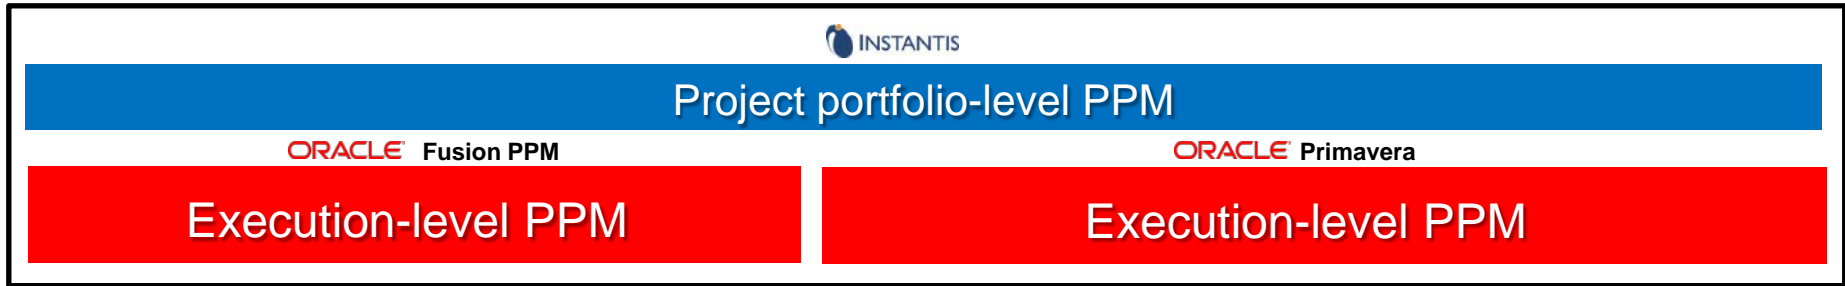 INSTANTIS
Project portfolio-level PPM
ORACLE Fusion PPM
ORACLE Primavera
Execution-level PPM
Execution-level PPM